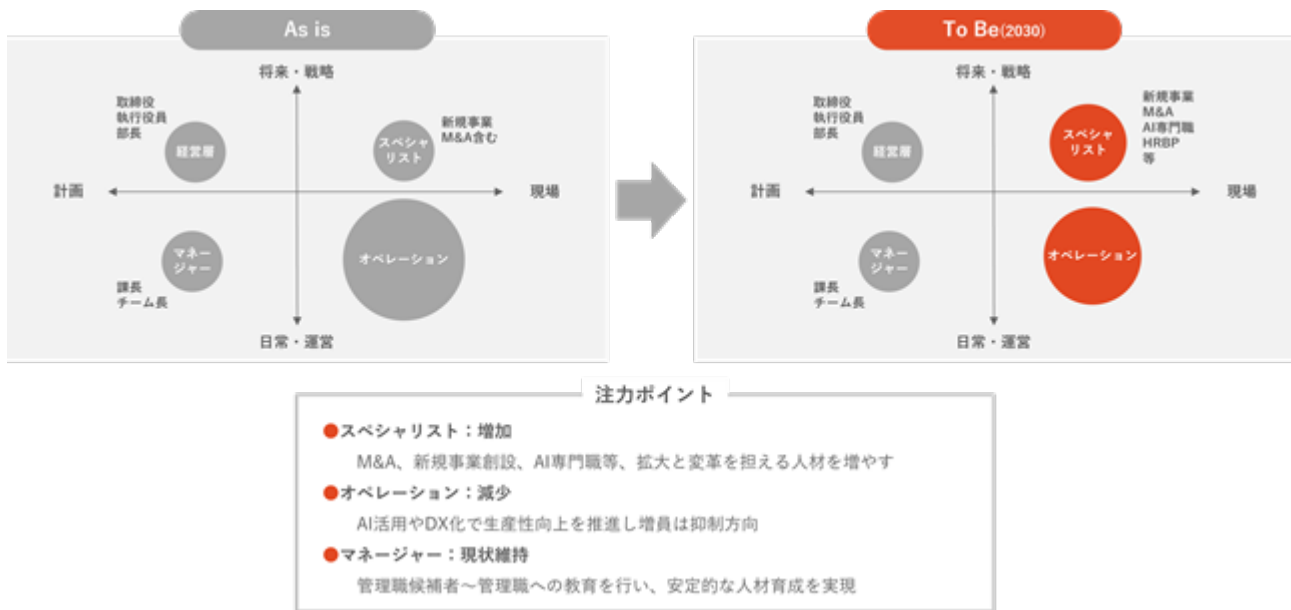 As is
将来・戦略
取締役
執行役員
部長
経営層
スペシャ
リスト
新規事業
M&A含む
計画
現場
マネー
ジャー
課長
チーム長
オペレーション
日常・運営
To Be(2030)
将来・戦略
取締役
執行役員
部長
経営層
スペシャ
リスト
新規事業
M&A
AI専門職
HRBP
等
計画
現場
マネー
ジャー
課長
チーム長
オペレーション
日常・運営
注力ポイント
●スペシャリスト：増加
M&A、新規事業創設、AI専門職等、拡大と変革を担える人材を増やす
●オペレーション：減少
AI活用やDX化で生産性向上を推進し増員は抑制方向
●マネージャー：現状維持
管理職候補者～管理職への教育を行い、安定的な人材育成を実現